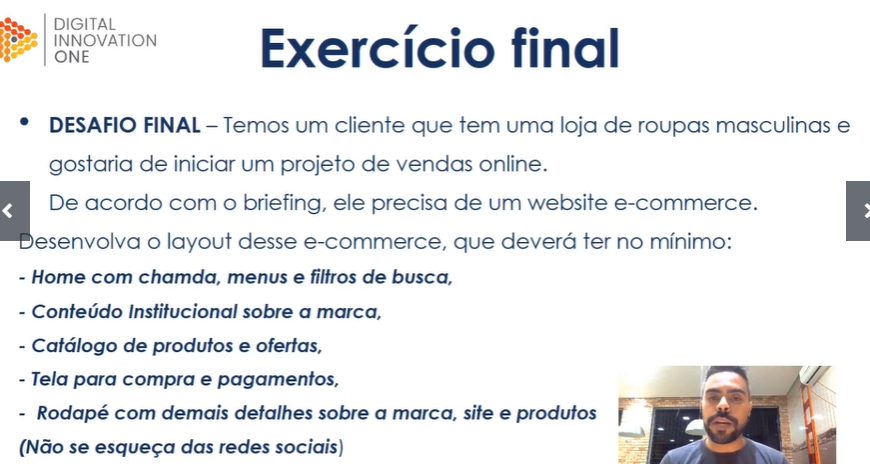 DIGITAL
INNOVATION
ONE
Exercício final
• DESAFIO FINAL – Temos um cliente que tem uma loja de roupas masculinas e
gostaria de iniciar um projeto de vendas online.
De acordo com o briefing, ele precisa de um website e-commerce.
Desenvolva o layout desse e-commerce, que deverá ter no mínimo:
- Home com chamda, menus e filtros de busca,
- Conteúdo Institucional sobre a marca,
- Catálogo de produtos e ofertas,
- Tela para compra e pagamentos,
- Rodapé com demais detalhes sobre a marca, site e produtos
(Não se esqueça das redes sociais)